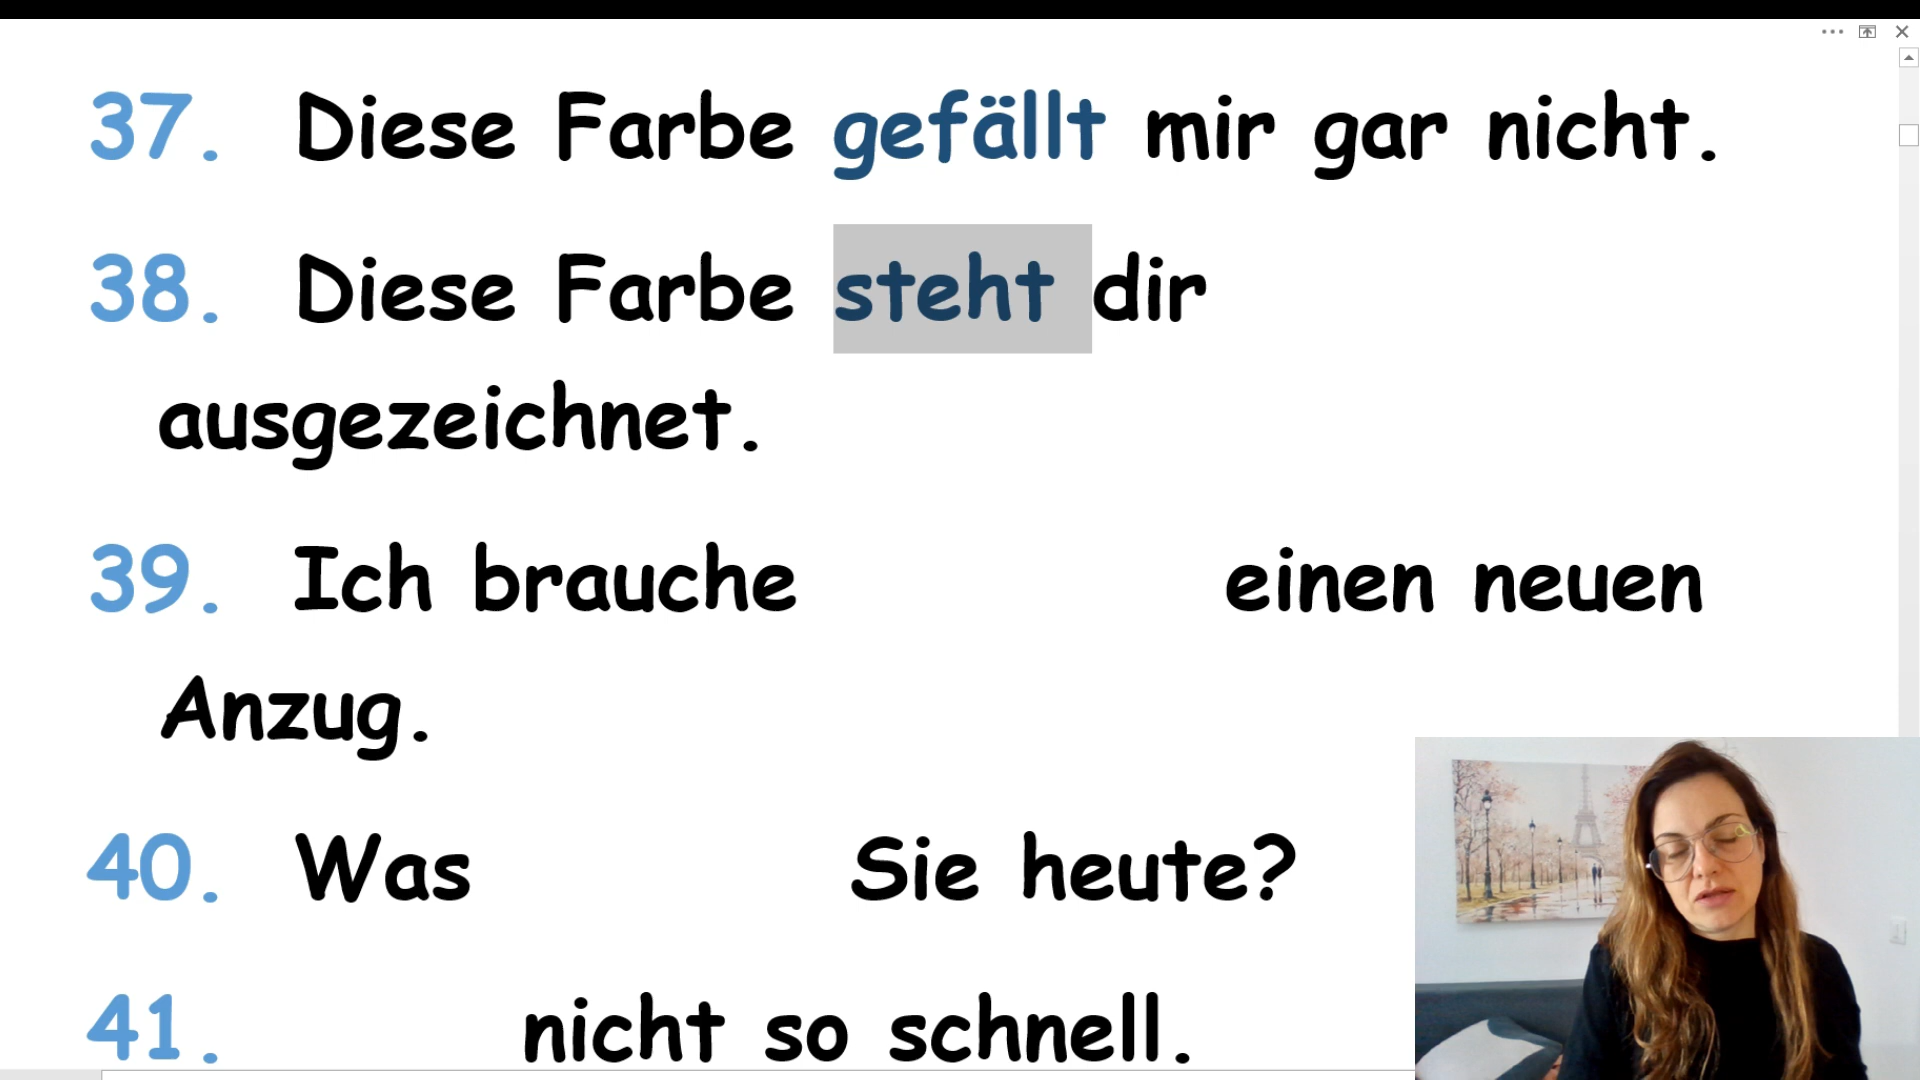 37. Diese Farbe gefällt mir gar nicht.
38. Diese Farbe steht dir
ausgezeichnet.
39. Ich brauche einen neuen
Anzug.
40. Was Sie heute?
41. nicht so schnell.